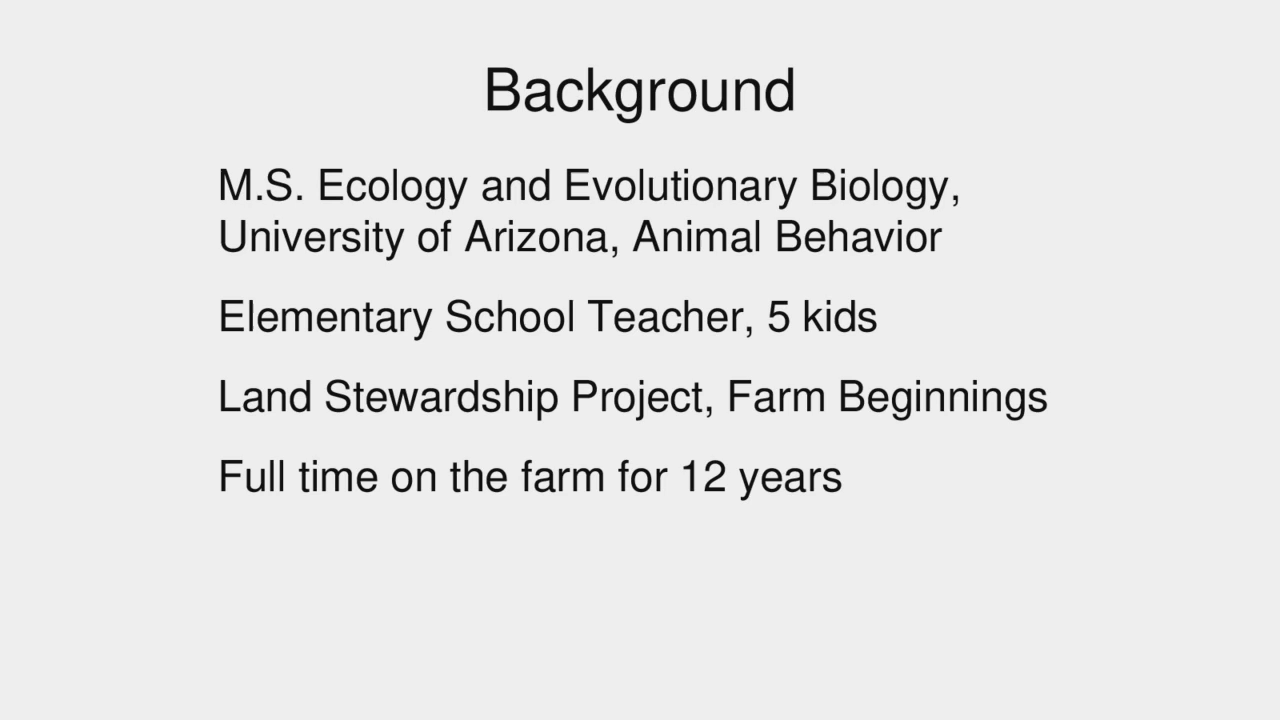 Background
M.S. Ecology and Evolutionary Biology,
University of Arizona, Animal Behavior
Elementary School Teacher, 5 kids
Land Stewardship Project, Farm Beginnings
Full time on the farm for 12 years